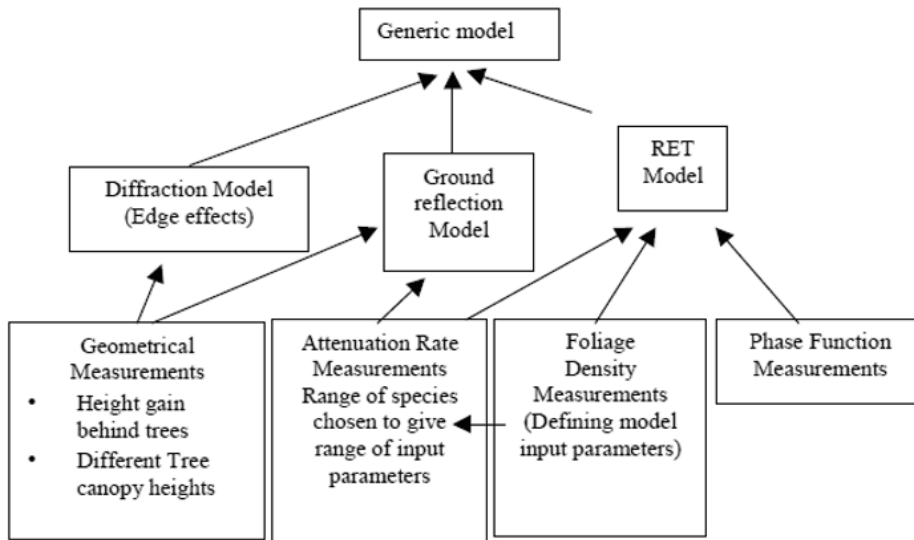 Generic model
Diffraction Model
(Edge effects)
Ground
reflection
Model
RET
Model
Geometrical
Measurements
• Height gain
behind trees
• Different Tree
canopy heights
Attenuation Rate
Measurements
Range of species
chosen to give
range of input
parameters
Foliage
Density
Measurements
(Defining model
input parameters)
Phase Function
Measurements